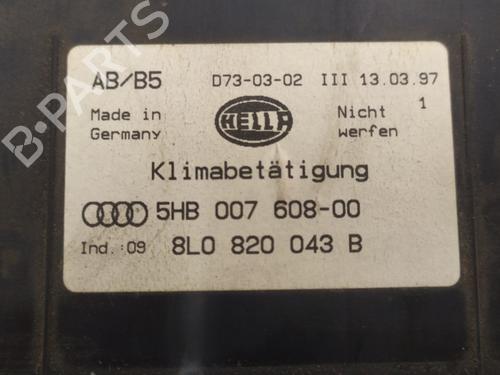 AB/B5 D73-03-02 III 13.03.97
Made in Germany
HELLA
Nicht 1
werfen
Klimabetätigung
5HB 007 608-00
Ind.:09 8L0 820 043 B
B-PARTS